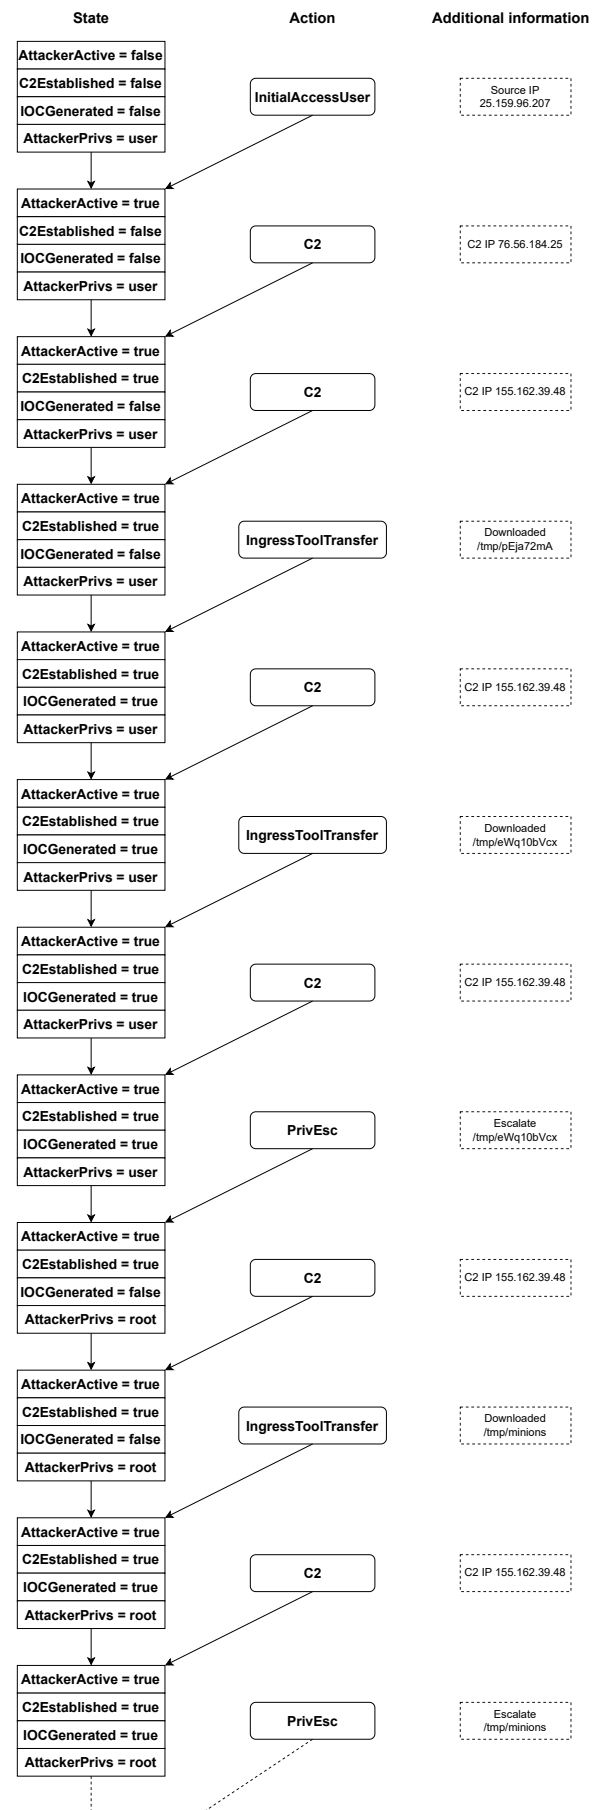 State Action Additional information
AttackerActive = false
C2Established = false
IOCGenerated = false
AttackerPrivs = user
InitialAccessUser
Source IP
25.159.96.207
AttackerActive = true
C2Established = false
IOCGenerated = false
AttackerPrivs = user
C2
C2 IP 76.56.184.25
AttackerActive = true
C2Established = true
IOCGenerated = false
AttackerPrivs = user
C2
C2 IP 155.162.39.48
AttackerActive = true
C2Established = true
IOCGenerated = false
AttackerPrivs = user
IngressToolTransfer
Downloaded
/tmp/pEja72mA
AttackerActive = true
C2Established = true
IOCGenerated = true
AttackerPrivs = user
C2
C2 IP 155.162.39.48
AttackerActive = true
C2Established = true
IOCGenerated = true
AttackerPrivs = user
IngressToolTransfer
Downloaded
/tmp/eWq10bVcx
AttackerActive = true
C2Established = true
IOCGenerated = true
AttackerPrivs = user
C2
C2 IP 155.162.39.48
AttackerActive = true
C2Established = true
IOCGenerated = true
AttackerPrivs = user
PrivEsc
Escalate
/tmp/eWq10bVcx
AttackerActive = true
C2Established = true
IOCGenerated = false
AttackerPrivs = root
C2
C2 IP 155.162.39.48
AttackerActive = true
C2Established = true
IOCGenerated = false
AttackerPrivs = root
IngressToolTransfer
Downloaded
/tmp/minions
AttackerActive = true
C2Established = true
IOCGenerated = true
AttackerPrivs = root
C2
C2 IP 155.162.39.48
AttackerActive = true
C2Established = true
IOCGenerated = true
AttackerPrivs = root
PrivEsc
Escalate
/tmp/minions